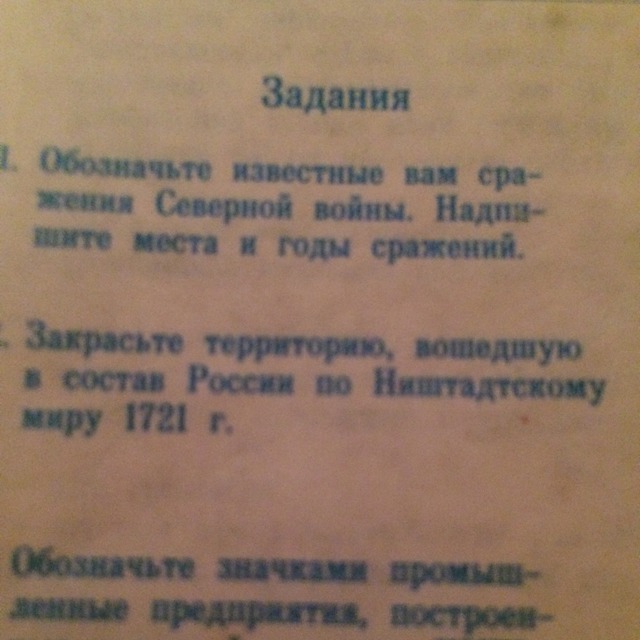 Задания
1. Обозначьте известные вам сра-
жения Северной войны. Надпи-
шите места и годы сражений.
Закрасьте территорию, вошедшую
в состав России по Ништадтскому
миру 1721 г.
Обозначьте значками промыш-
ленные предприятия, построен-